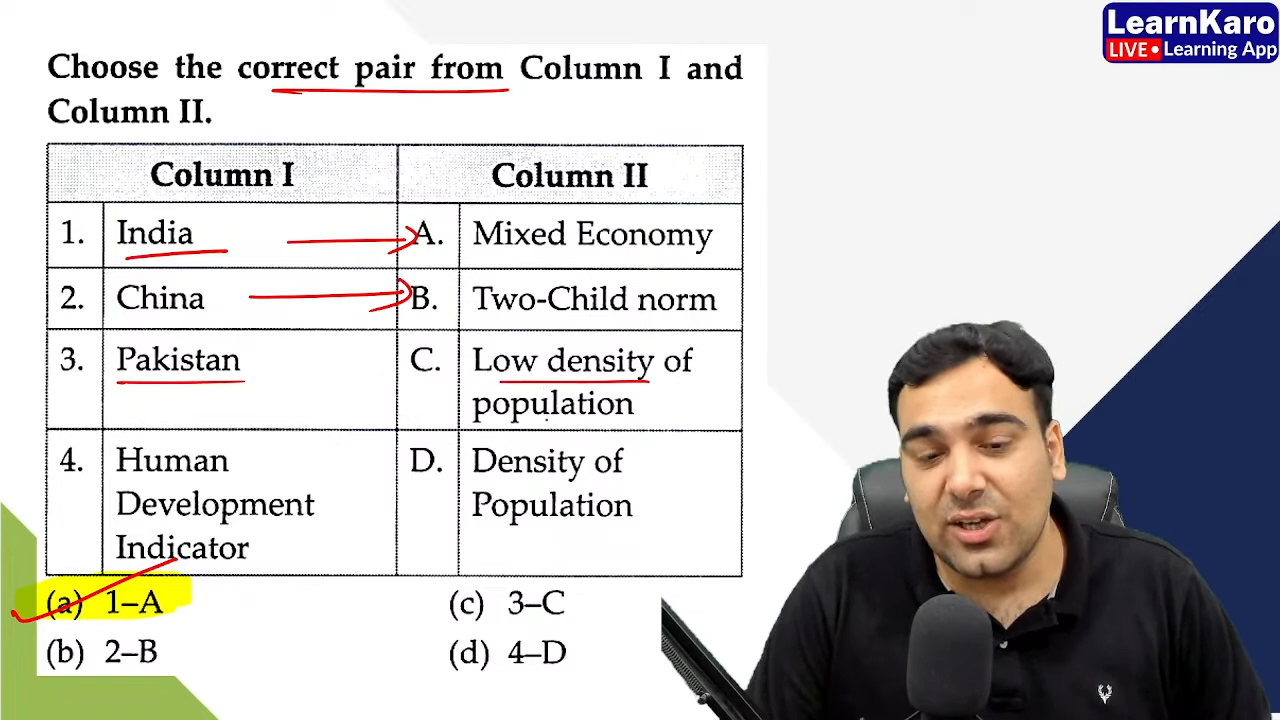 LearnKaro
LIVE • Learning App
Choose the correct pair from Column I and
Column II.
Column I Column II
1. India A. Mixed Economy
2. China B. Two-Child norm
3. Pakistan C. Low density of
population
4. Human D. Density of
Development Population
Indicator
(a) 1–A (c) 3–C
(b) 2–B (d) 4–D